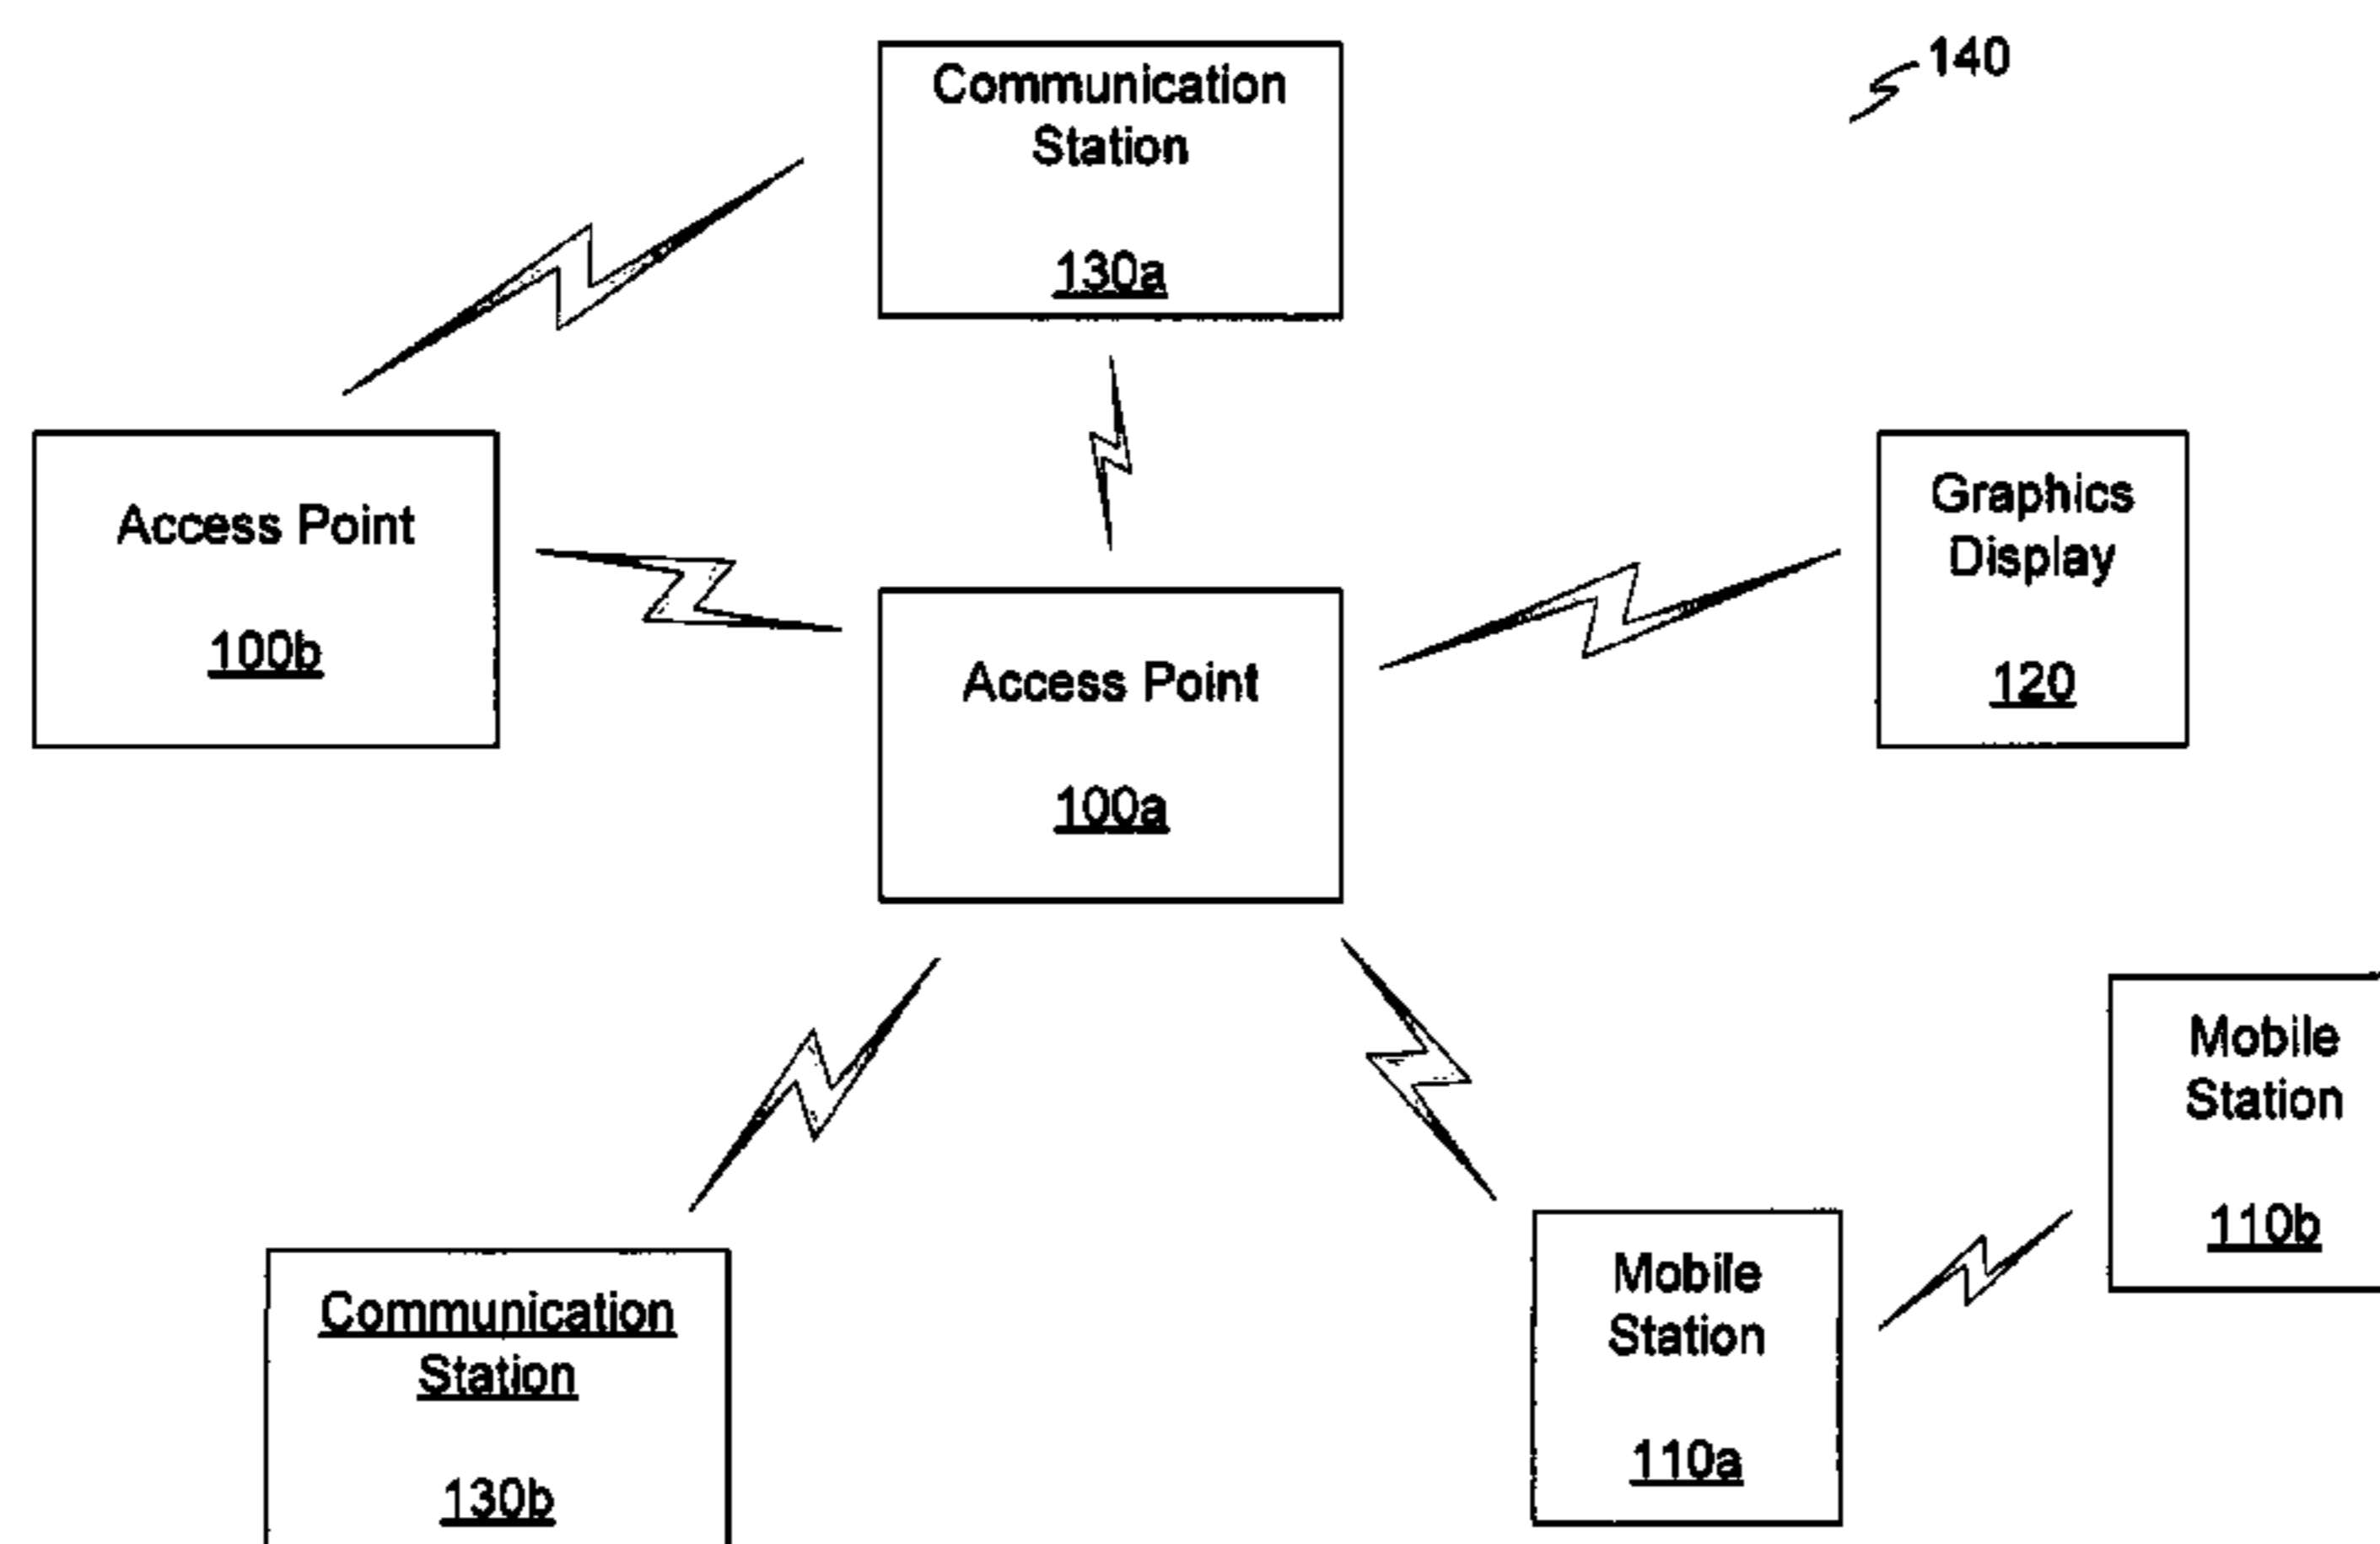 140
Communication
Station
130a
Access Point
100b
Graphics
Display
120
Access Point
100a
Mobile
Station
110b
Communication
Station
130b
Mobile
Station
110a